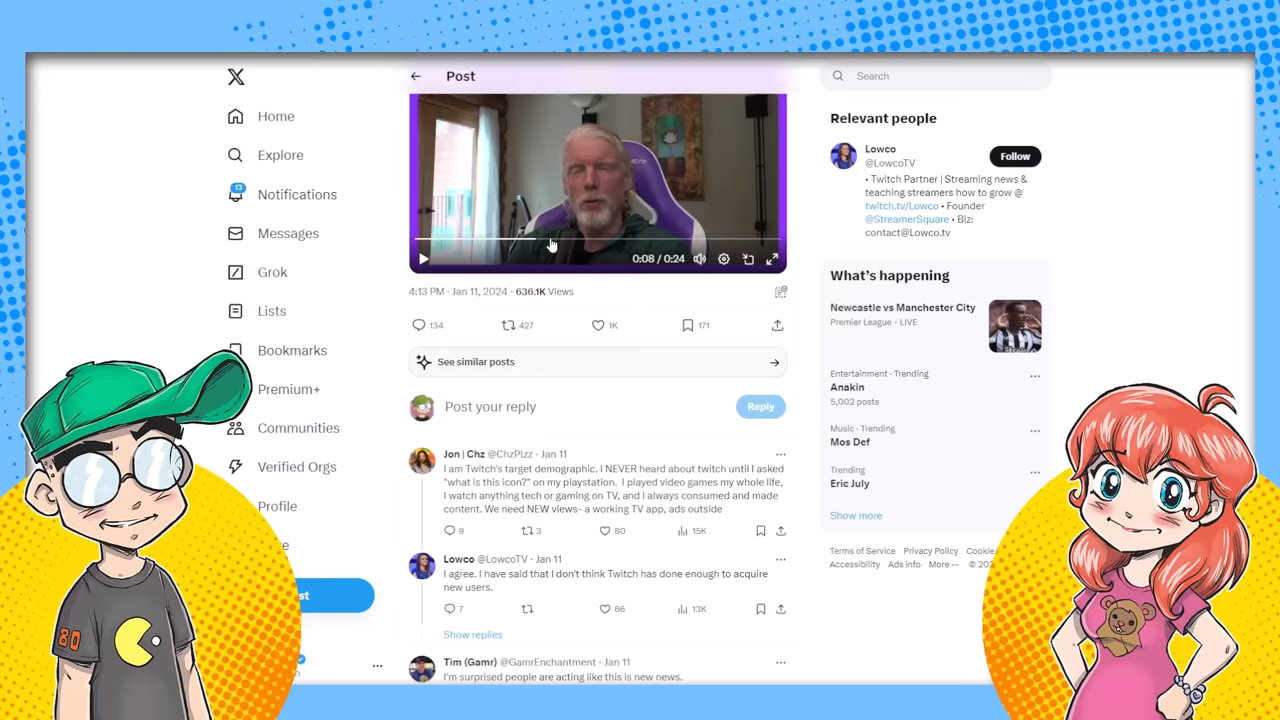 Post
Search
13
Home
Explore
Notifications
Messages
Grok
Lists
Bookmarks
Premium+
Communities
Verified Orgs
Profile
0:08 / 0:24
4:13 PM · Jan 11, 2024 · 636.1K Views
134 427 1K 171
See similar posts
Post your reply
Reply
Jon | Chz @ChzPizz · Jan 11
I am Twitch's target demographic. I NEVER heard about twitch until I asked
"what is this icon?" on my playstation. I played video games my whole life,
I watch anything tech or gaming on TV, and I always consumed and made
content. We need NEW views- a working TV app, ads outside
9 3 80 15K
Lowco @LowcoTV · Jan 11
I agree. I have said that I don't think Twitch has done enough to acquire
new users.
7 66 13K
Show replies
Tim (Gamr) @GamrEnchantment · Jan 11
I'm surprised people are acting like this is new news.
Relevant people
Lowco
@LowcoTV
Follow
• Twitch Partner | Streaming news &
teaching streamers how to grow @
twitch.tv/Lowco • Founder
@StreamerSquare • Biz:
contact@Lowco.tv
What's happening
Newcastle vs Manchester City
Premier League · LIVE
Entertainment · Trending
Anakin
5,002 posts
Music · Trending
Mos Def
Trending
Eric July
Show more
Terms of Service Privacy Policy Cookie
Accessibility Ads info More ··· © 202
80